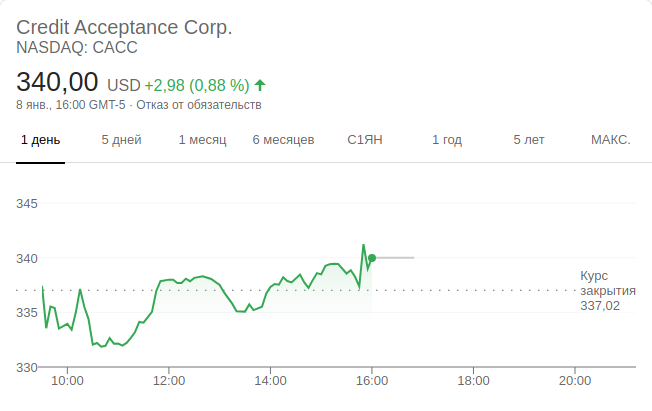 Credit Acceptance Corp.
NASDAQ: CACC
340,00 USD +2,98 (0,88 %)
8 янв., 16:00 GMT-5 · Отказ от обязательств
1 день 5 дней 1 месяц 6 месяцев С1ЯН 1 год 5 лет МАКС.
345
340
Курс
закрытия
337,02
335
330
10:00 12:00 14:00 16:00 18:00 20:00